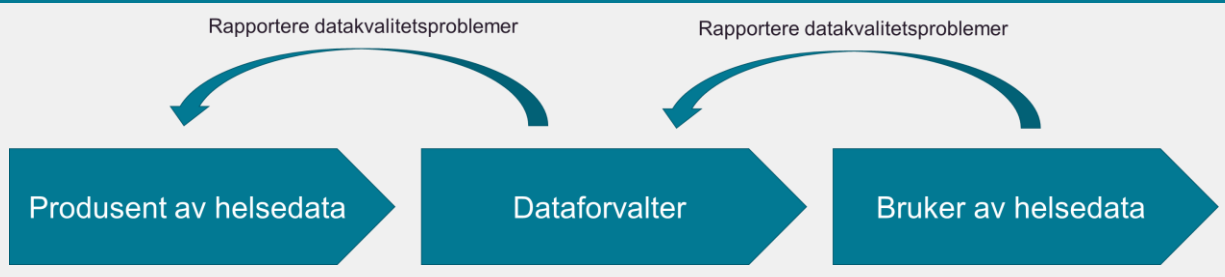 Rapportere datakvalitetsproblemer
Rapportere datakvalitetsproblemer
Produsent av helsedata
Dataforvalter
Bruker av helsedata